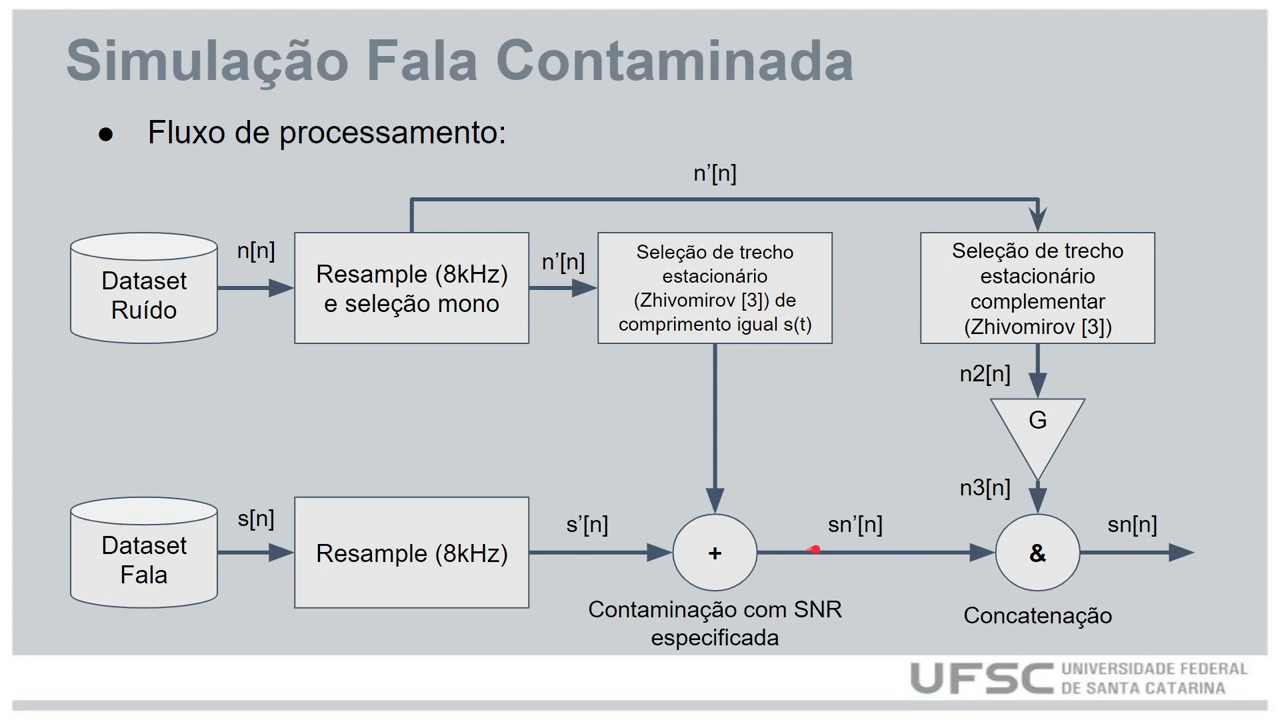 Simulação Fala Contaminada
● Fluxo de processamento:
n’[n]
Dataset
Ruído
n[n]
Resample (8kHz)
e seleção mono
n’[n]
Seleção de trecho
estacionário
(Zhivomirov [3]) de
comprimento igual s(t)
Seleção de trecho
estacionário
complementar
(Zhivomirov [3])
n2[n]
G
n3[n]
Dataset
Fala
s[n]
Resample (8kHz)
s’[n]
+
sn’[n]
&
sn[n]
Contaminação com SNR
especificada
Concatenação
UFSC
UNIVERSIDADE FEDERAL
DE SANTA CATARINA